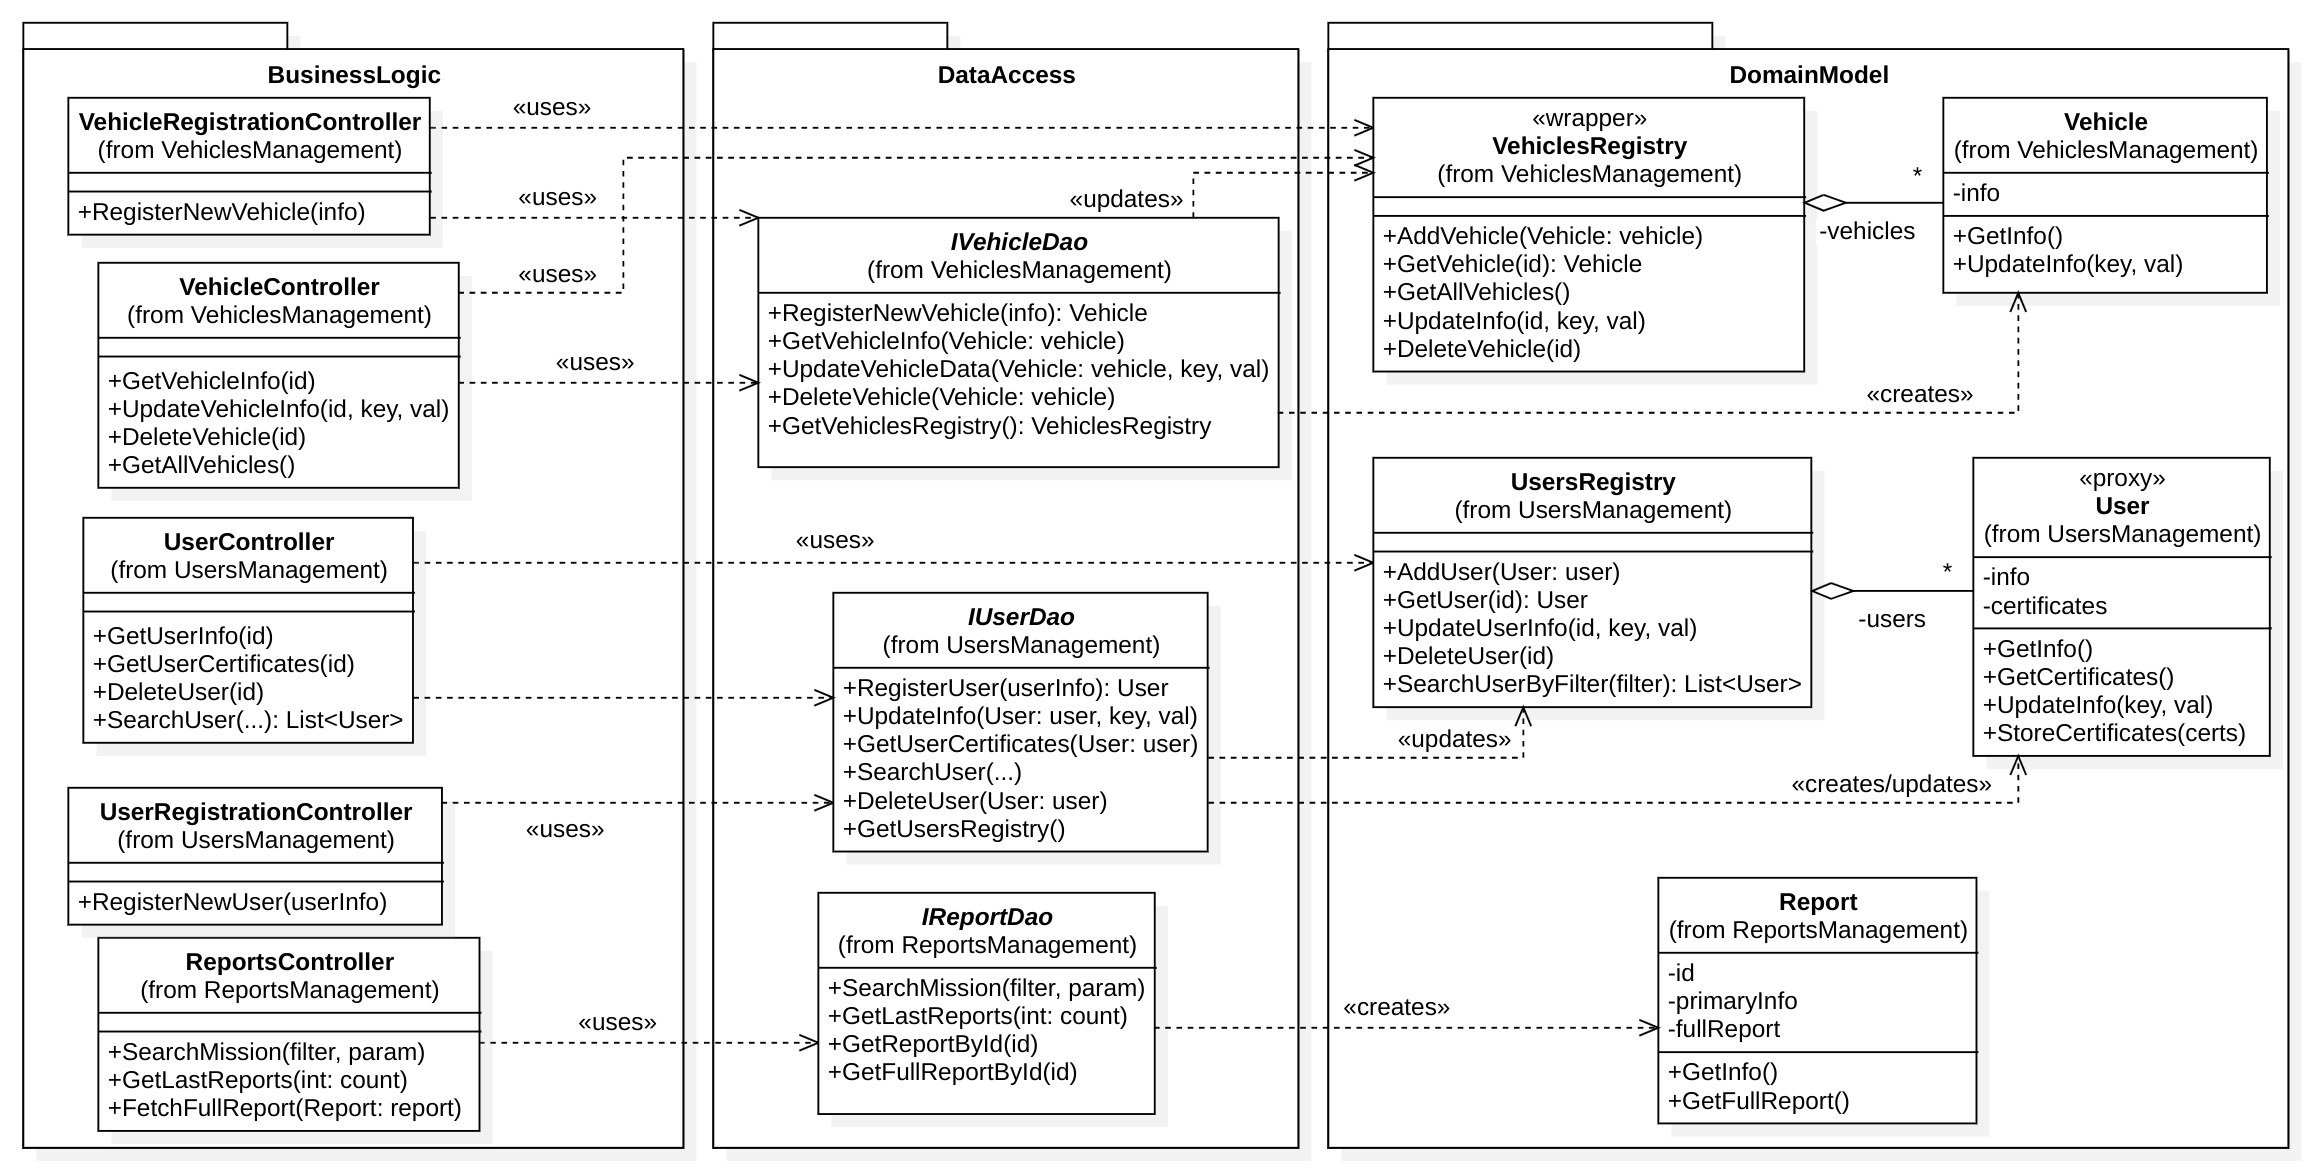 BusinessLogic
VehicleRegistrationController
(from VehiclesManagement)
+RegisterNewVehicle(info)
VehicleController
(from VehiclesManagement)
+GetVehicleInfo(id)
+UpdateVehicleInfo(id, key, val)
+DeleteVehicle(id)
+GetAllVehicles()
UserController
(from UsersManagement)
+GetUserInfo(id)
+GetUserCertificates(id)
+DeleteUser(id)
+SearchUser(...): List<User>
UserRegistrationController
(from UsersManagement)
+RegisterNewUser(userInfo)
ReportsController
(from ReportsManagement)
+SearchMission(filter, param)
+GetLastReports(int: count)
+FetchFullReport(Report: report)
«uses»
«uses»
«uses»
«uses»
«uses»
«uses»
«uses»
DataAccess
«updates»
IVehicleDao
(from VehiclesManagement)
+RegisterNewVehicle(info): Vehicle
+GetVehicleInfo(Vehicle: vehicle)
+UpdateVehicleData(Vehicle: vehicle, key, val)
+DeleteVehicle(Vehicle: vehicle)
+GetVehiclesRegistry(): VehiclesRegistry
IUserDao
(from UsersManagement)
+RegisterUser(userInfo): User
+UpdateInfo(User: user, key, val)
+GetUserCertificates(User: user)
+SearchUser(...)
+DeleteUser(User: user)
+GetUsersRegistry()
IReportDao
(from ReportsManagement)
+SearchMission(filter, param)
+GetLastReports(int: count)
+GetReportById(id)
+GetFullReportById(id)
DomainModel
«wrapper»
VehiclesRegistry
(from VehiclesManagement)
+AddVehicle(Vehicle: vehicle)
+GetVehicle(id): Vehicle
+GetAllVehicles()
+UpdateInfo(id, key, val)
+DeleteVehicle(id)
*
-vehicles
Vehicle
(from VehiclesManagement)
-info
+GetInfo()
+UpdateInfo(key, val)
«creates»
UsersRegistry
(from UsersManagement)
+AddUser(User: user)
+GetUser(id): User
+UpdateUserInfo(id, key, val)
+DeleteUser(id)
+SearchUserByFilter(filter): List<User>
*
-users
«proxy»
User
(from UsersManagement)
-info
-certificates
+GetInfo()
+GetCertificates()
+UpdateInfo(key, val)
+StoreCertificates(certs)
«updates»
«creates/updates»
«creates»
Report
(from ReportsManagement)
-id
-primaryInfo
-fullReport
+GetInfo()
+GetFullReport()